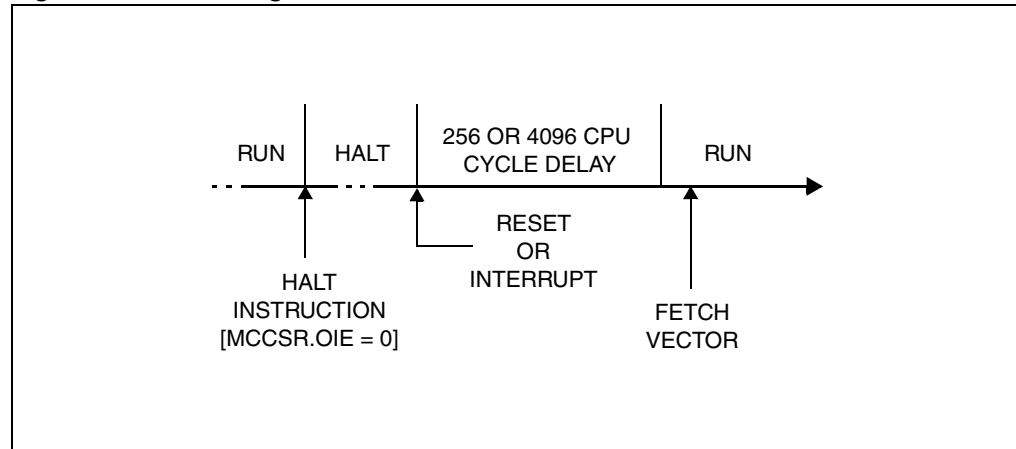 RUN
HALT
256 OR 4096 CPU
CYCLE DELAY
RUN
HALT
INSTRUCTION
[MCCSR.OIE = 0]
RESET
OR
INTERRUPT
FETCH
VECTOR